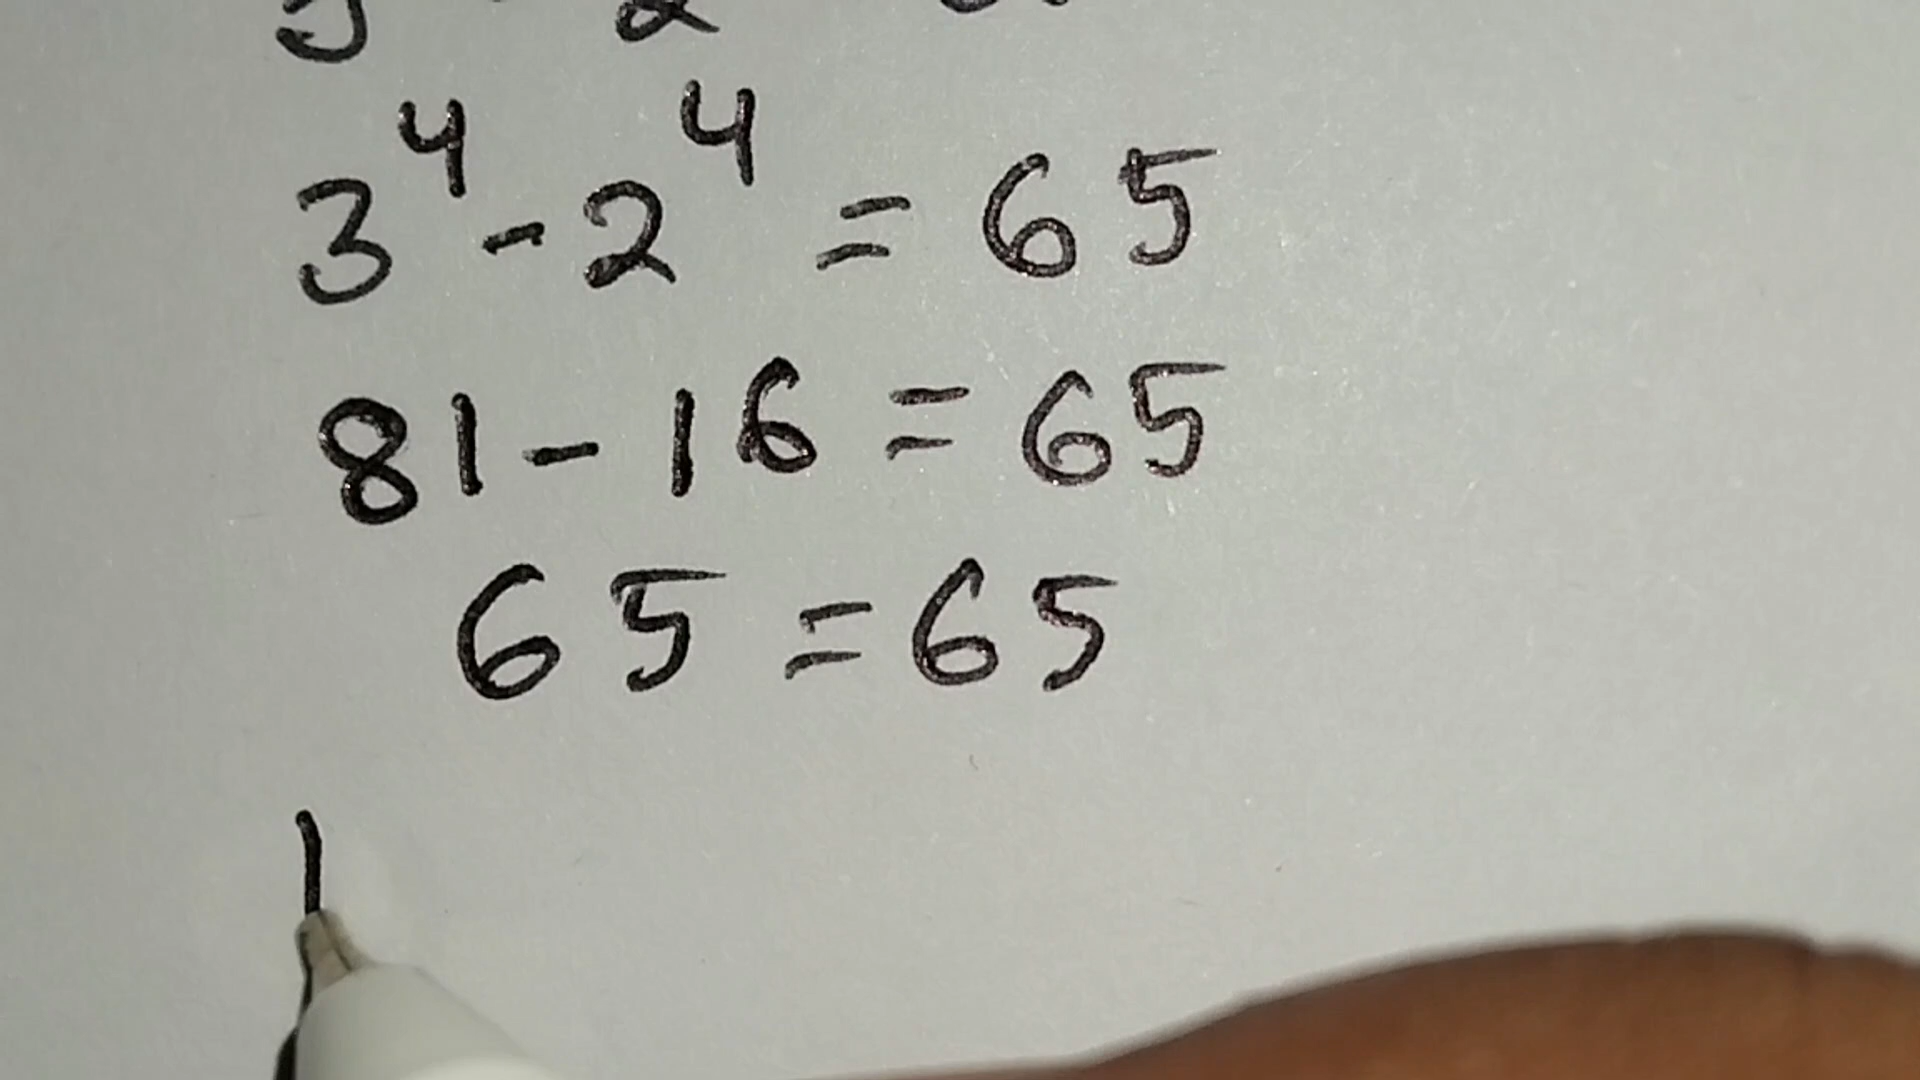 3⁴ - 2⁴ = 65
81 - 16 = 65
65 = 65